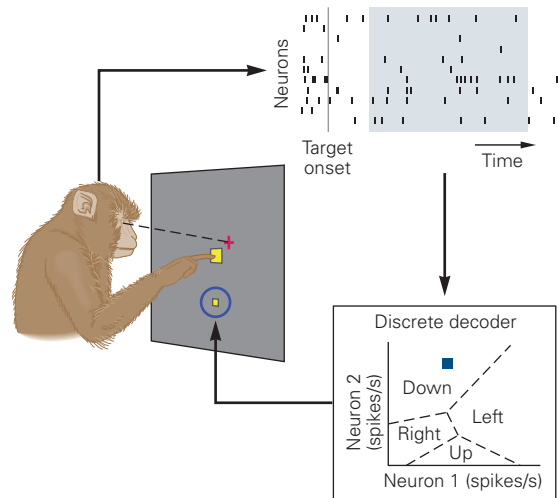 Neurons
Target
onset
Time
Discrete decoder
Neuron 2
(spikes/s)
Down
Left
Right
Up
Neuron 1 (spikes/s)